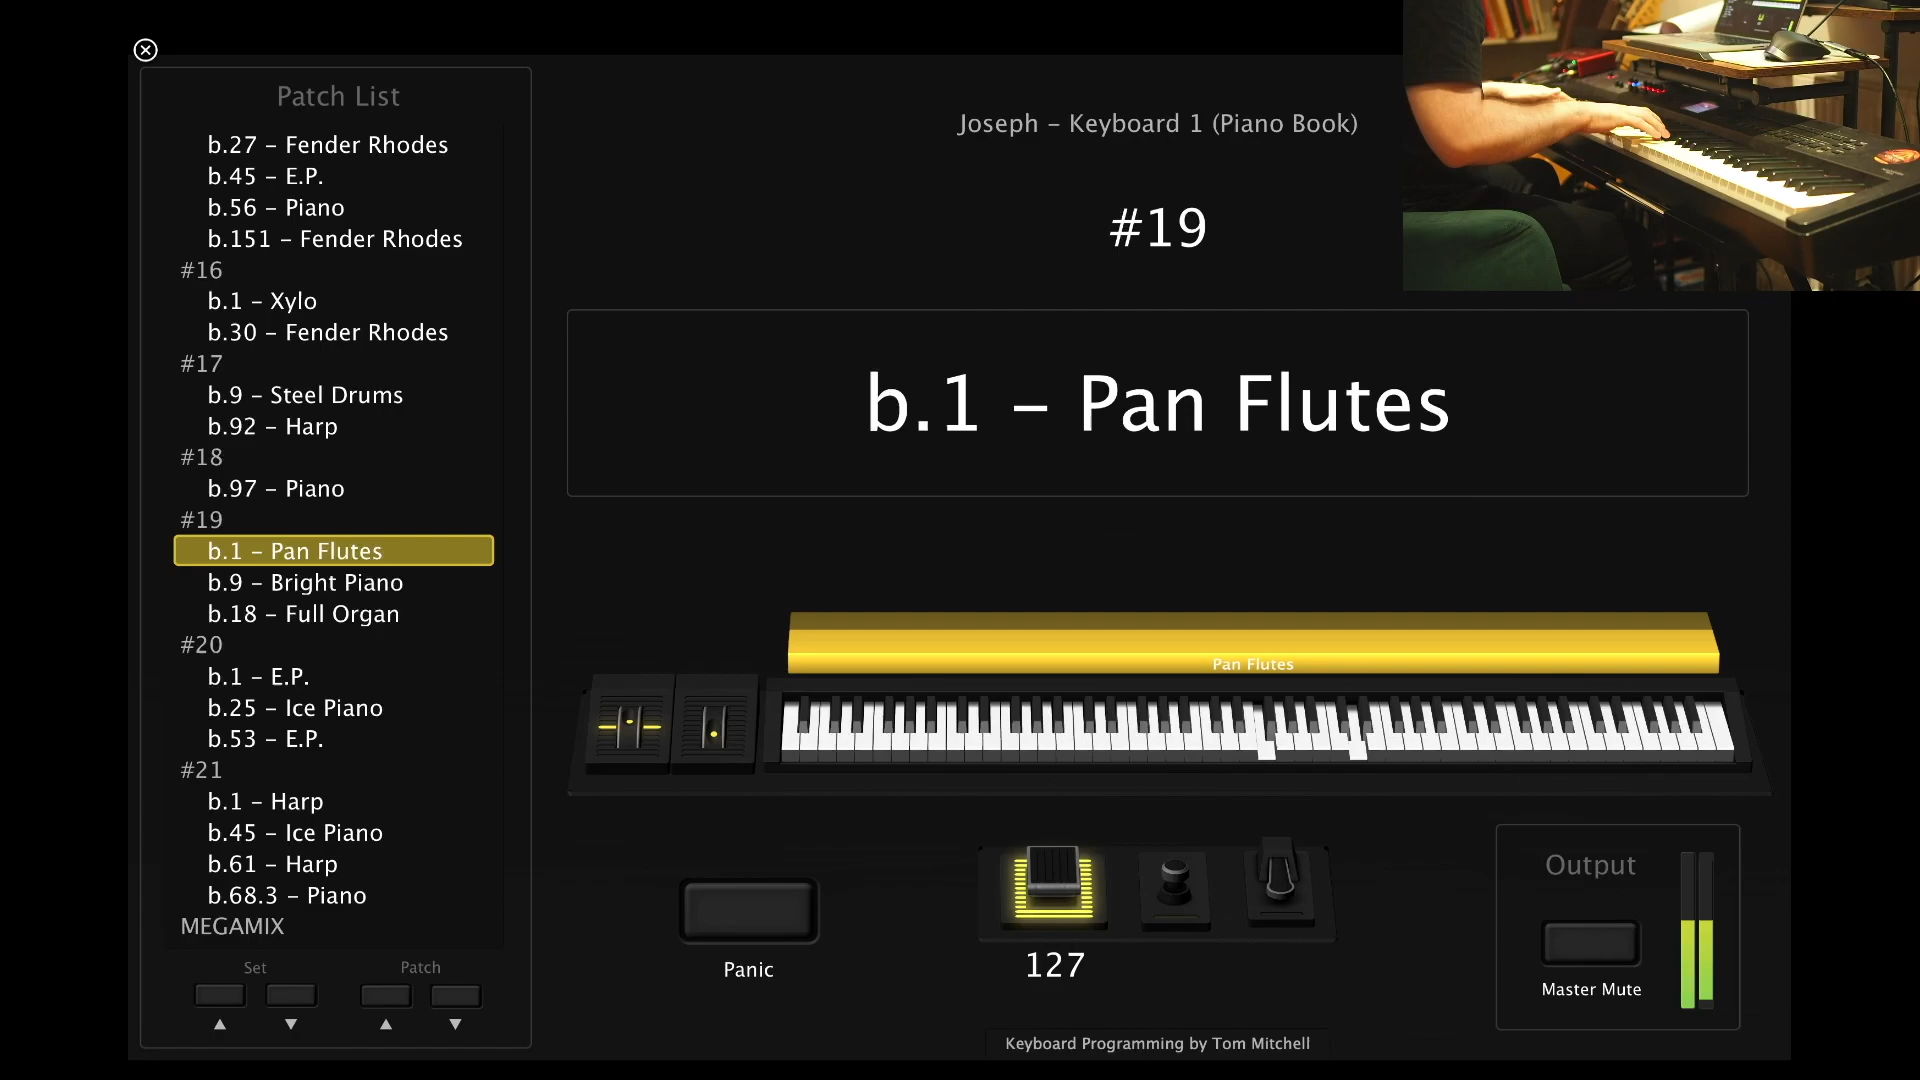 Patch List
b.27 – Fender Rhodes
b.45 – E.P.
b.56 – Piano
b.151 – Fender Rhodes
#16
b.1 – Xylo
b.30 – Fender Rhodes
#17
b.9 – Steel Drums
b.92 – Harp
#18
b.97 – Piano
#19
b.1 – Pan Flutes
b.9 – Bright Piano
b.18 – Full Organ
#20
b.1 – E.P.
b.25 – Ice Piano
b.53 – E.P.
#21
b.1 – Harp
b.45 – Ice Piano
b.61 – Harp
b.68.3 – Piano
MEGAMIX
Set
Patch
Joseph – Keyboard 1 (Piano Book)
#19
b.1 – Pan Flutes
Pan Flutes
Panic
127
Output
Master Mute
Keyboard Programming by Tom Mitchell